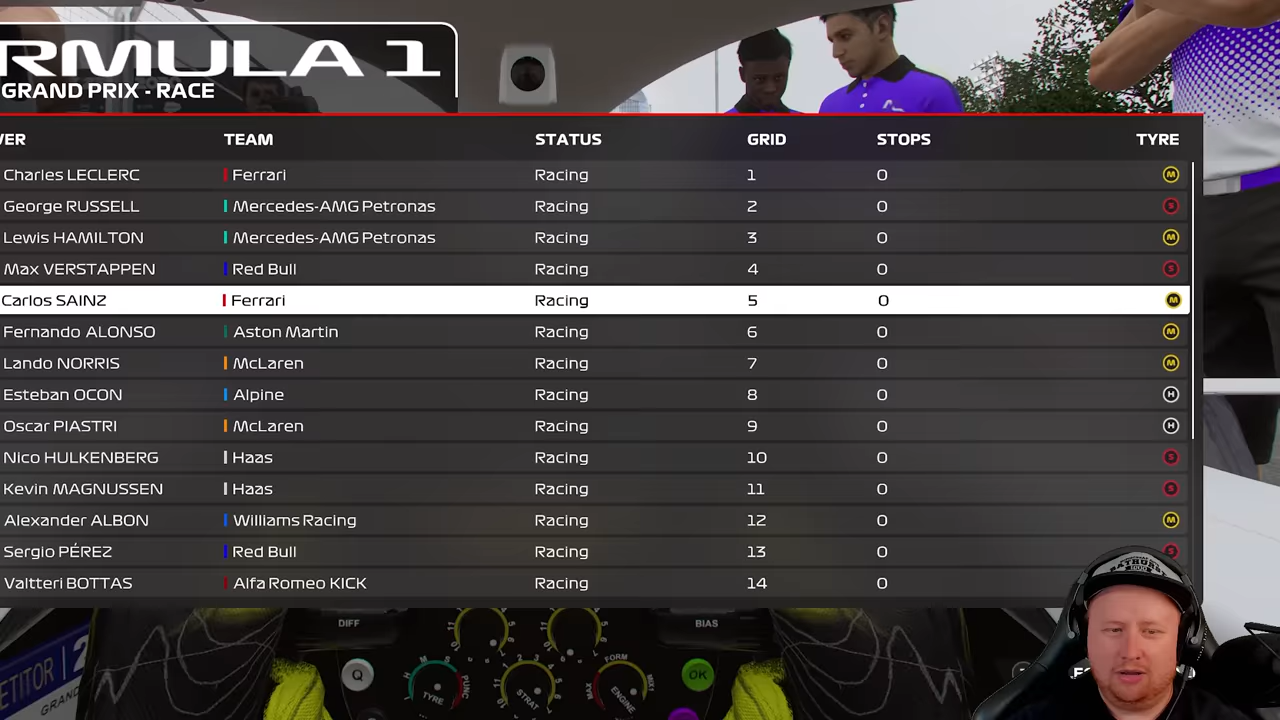 RMULA 1
GRAND PRIX - RACE
VER TEAM STATUS GRID STOPS TYRE
Charles LECLERC Ferrari Racing 1 0 M
George RUSSELL Mercedes-AMG Petronas Racing 2 0 S
Lewis HAMILTON Mercedes-AMG Petronas Racing 3 0 M
Max VERSTAPPEN Red Bull Racing 4 0 S
Carlos SAINZ Ferrari Racing 5 0 M
Fernando ALONSO Aston Martin Racing 6 0 M
Lando NORRIS McLaren Racing 7 0 M
Esteban OCON Alpine Racing 8 0 H
Oscar PIASTRI McLaren Racing 9 0 H
Nico HULKENBERG Haas Racing 10 0 S
Kevin MAGNUSSEN Haas Racing 11 0 S
Alexander ALBON Williams Racing Racing 12 0 M
Sergio PÉREZ Red Bull Racing 13 0 S
Valtteri BOTTAS Alfa Romeo KICK Racing 14 0
DIFF BIAS
Q TYRE STRAT FORM ENGINE OK